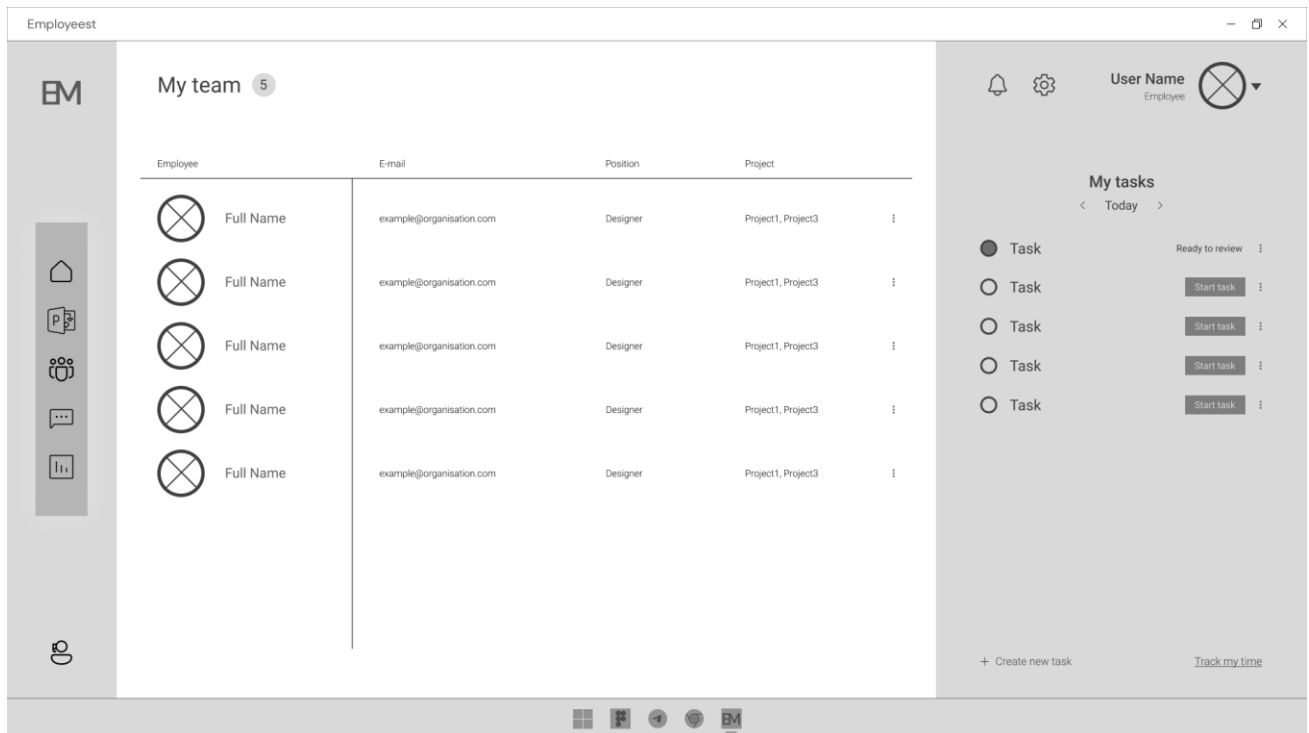 Employeest
EM
My team 5
User Name
Employee
Employee E-mail Position Project
Full Name example@organisation.com Designer Project1, Project3
Full Name example@organisation.com Designer Project1, Project3
Full Name example@organisation.com Designer Project1, Project3
Full Name example@organisation.com Designer Project1, Project3
Full Name example@organisation.com Designer Project1, Project3
P
My tasks
< Today >
Task Ready to review
Task Start task
Task Start task
Task Start task
Task Start task
+ Create new task Track my time
EM